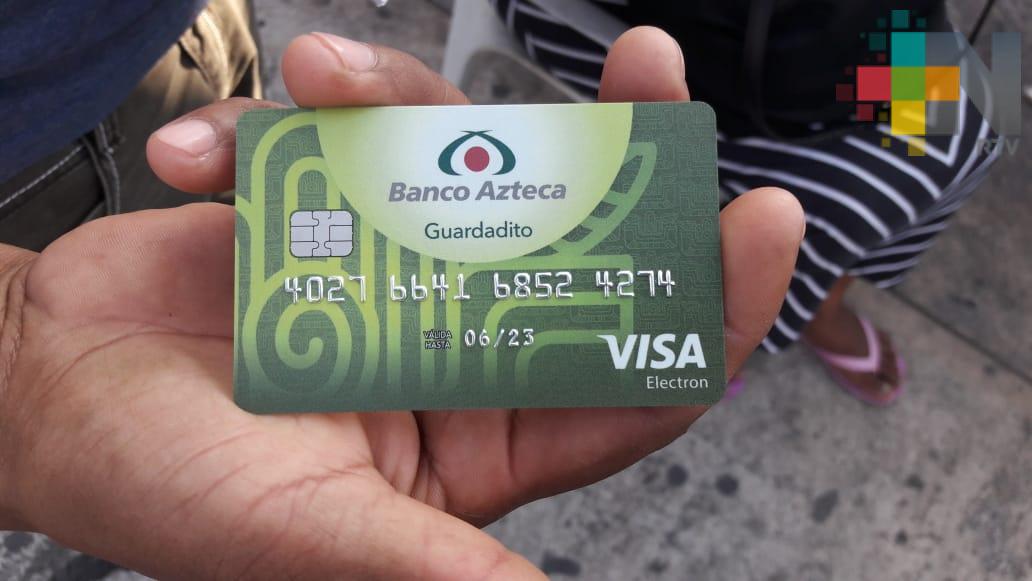 Banco Azteca
Guardadito
4027 6641 6852 4274
VÁLIDA
HASTA 06/23
VISA
Electron
RTV